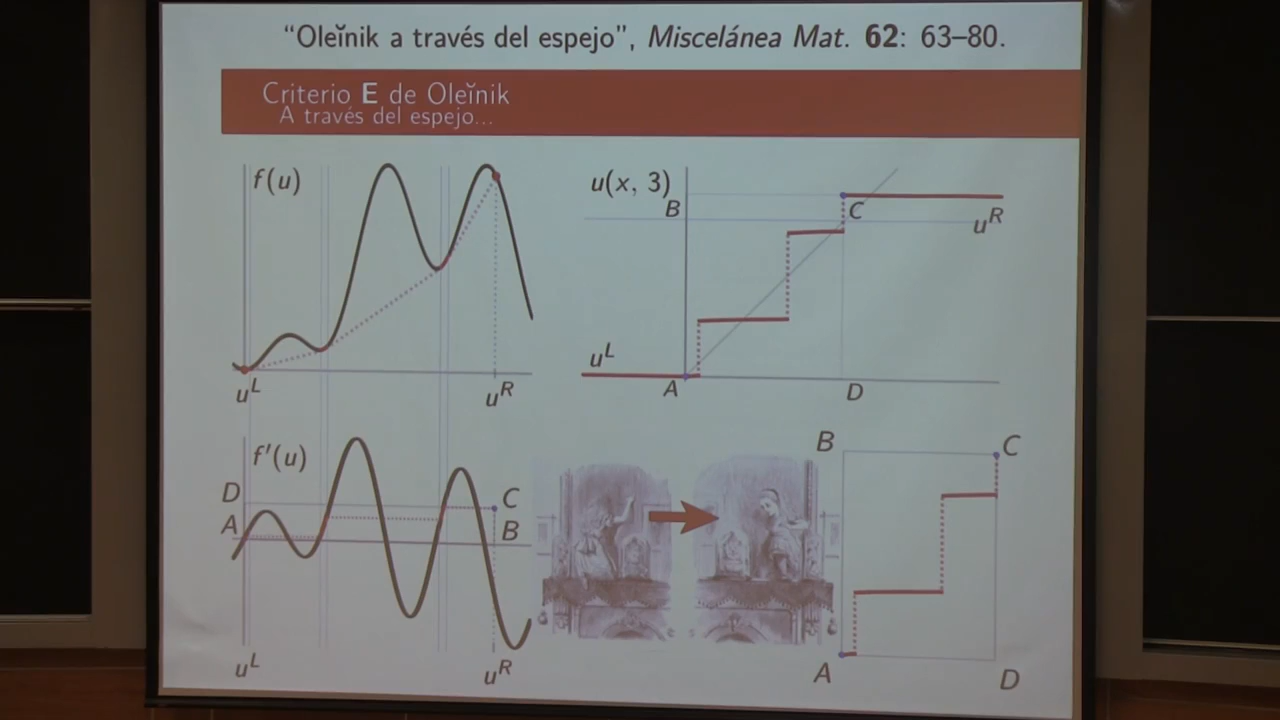 “Oleĭnik a través del espejo”, Miscelánea Mat. 62: 63–80.
Criterio E de Oleĭnik
A través del espejo...
f(u)
u^L
u^R
u(x, 3)
B
C
u^R
u^L
A
D
f′(u)
D
A
C
B
u^L
u^R
B
C
A
D